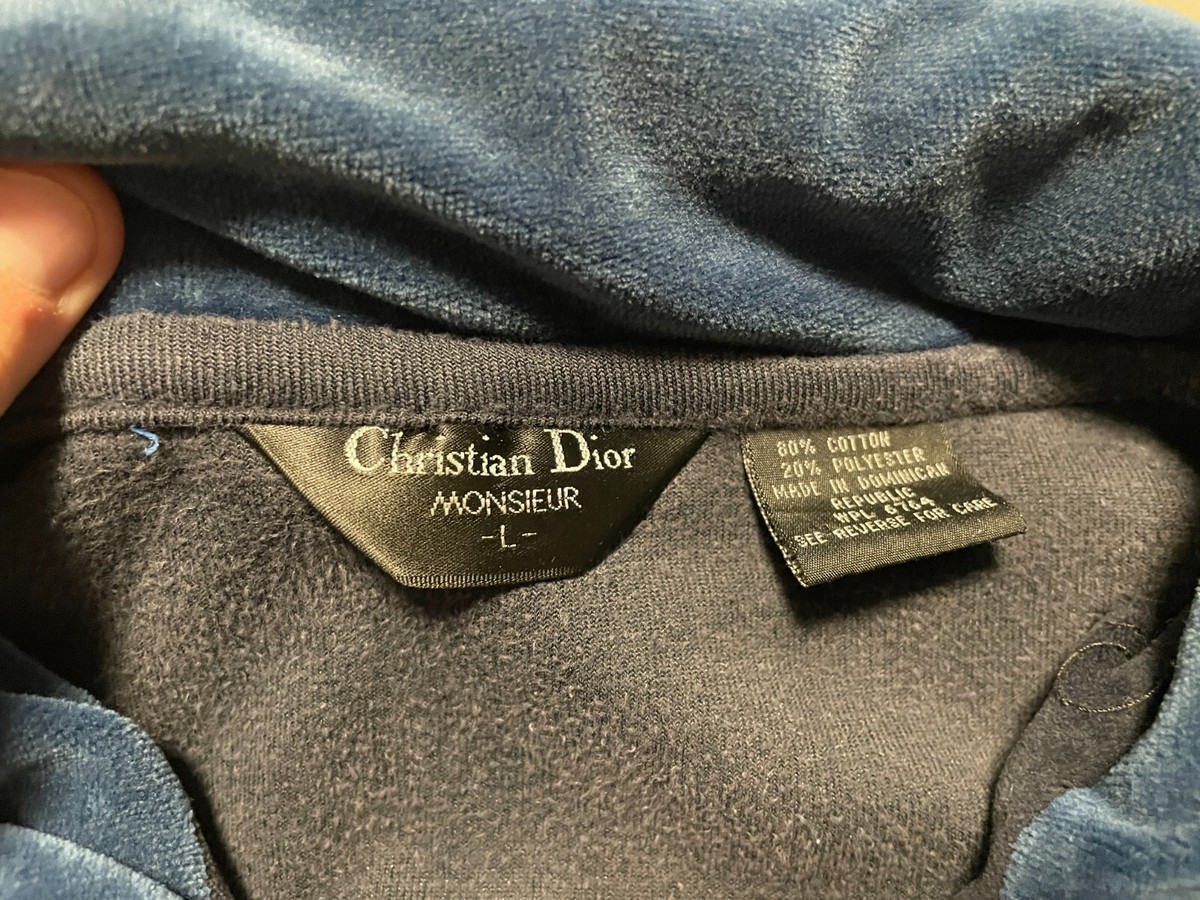 Christian Dior
MONSIEUR
-L-
80% COTTON
20% POLYESTER
MADE IN DOMINICAN
REPUBLIC
WPL 6764
SEE REVERSE FOR CARE